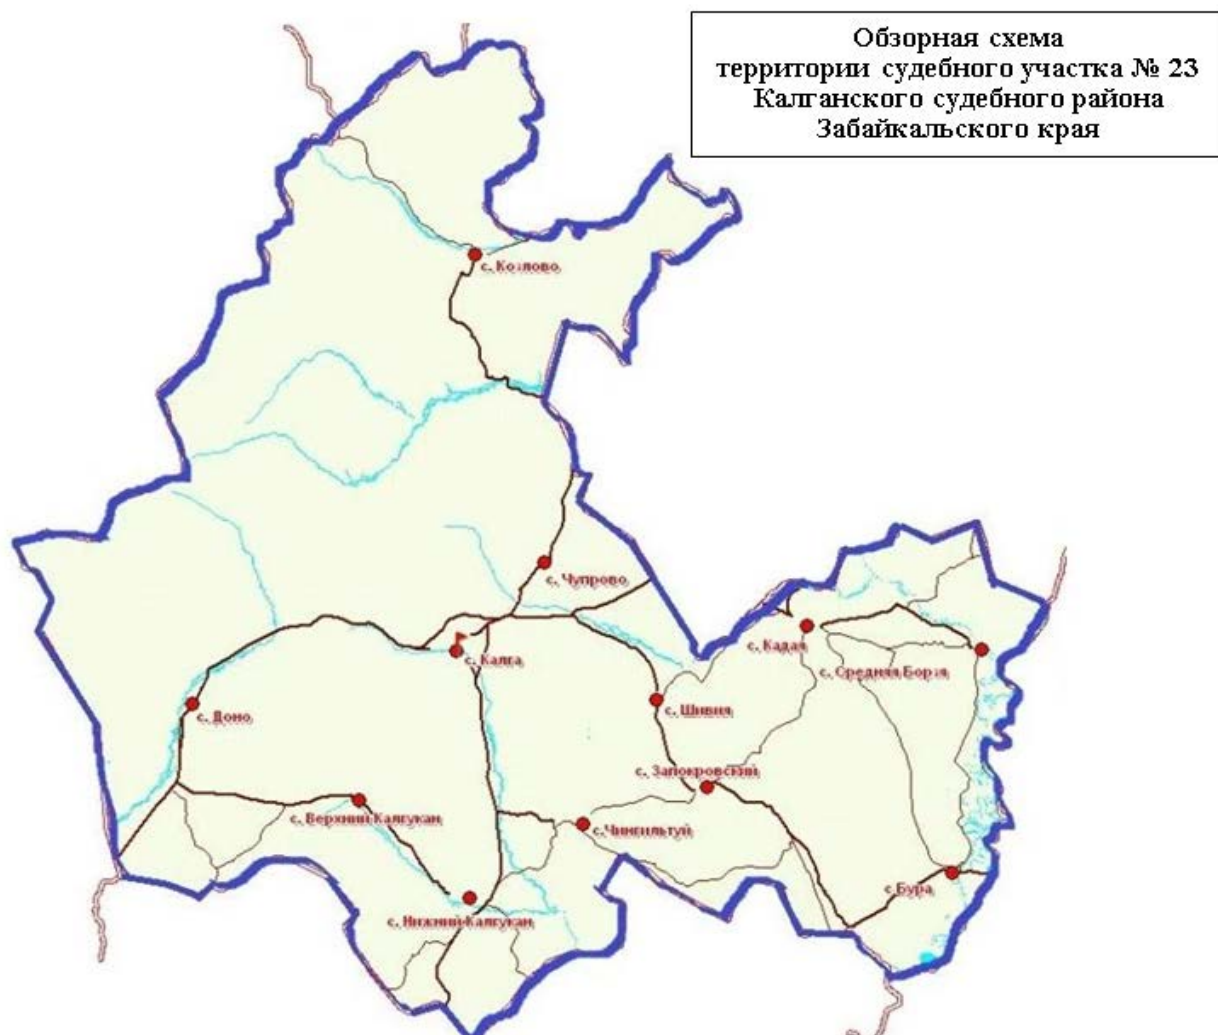 Обзорная схема
территории судебного участка № 23
Калганского судебного района
Забайкальского края
с. Козлово
с. Чупрово
с. Калга
с. Кадая
с. Средняя Борзя
с. Доно
с. Шивия
с. Запокровский
с. Верхний Калгукан
с.Чингильтуй
с Бура
с. Нижний Калгукан